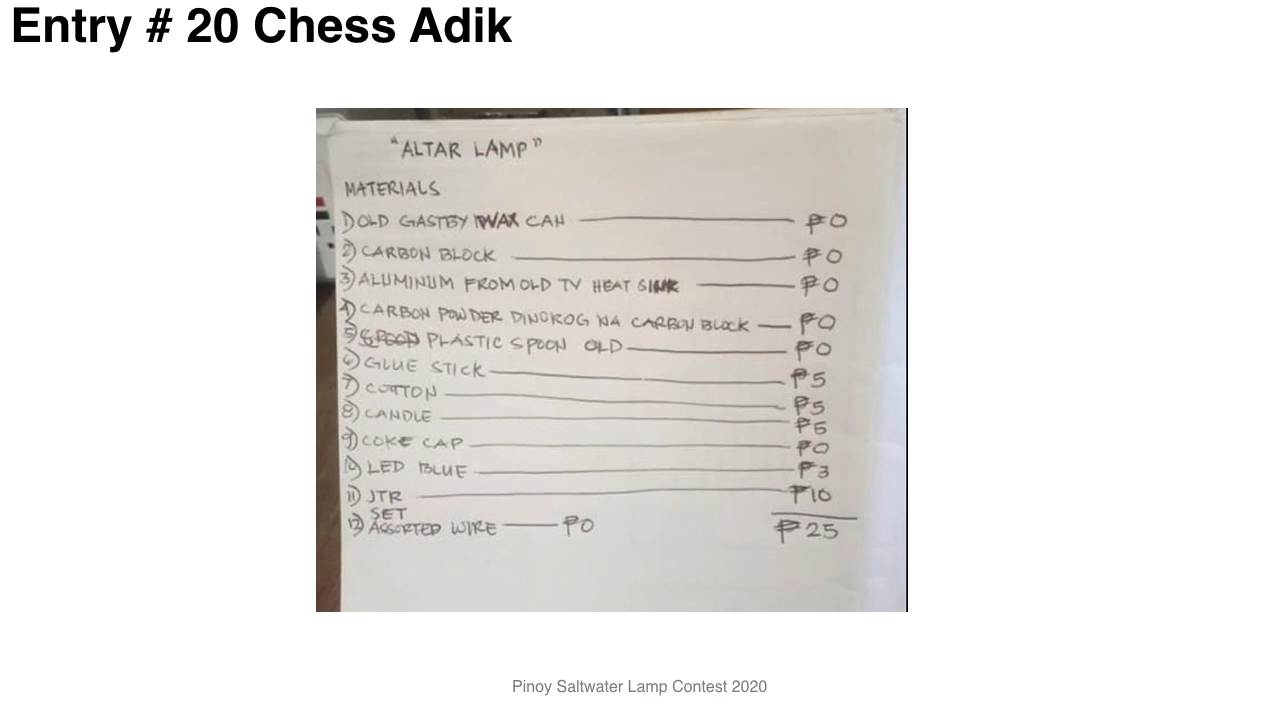 Entry # 20 Chess Adik
"ALTAR LAMP"
MATERIALS
1) OLD GASTBY WAX CAN ₱0
2) CARBON BLOCK ₱0
3) ALUMINUM FROM OLD TV HEAT SINK ₱0
4) CARBON POWDER DINOROG NA CARBON BLOCK ₱0
5) SPOON PLASTIC SPOON OLD ₱0
6) GLUE STICK ₱5
7) COTTON ₱5
8) CANDLE ₱5
9) COKE CAP ₱0
10) LED BLUE ₱3
11) JTR ₱10
SET
12) ASSORTED WIRE ₱0 ₱25
Pinoy Saltwater Lamp Contest 2020